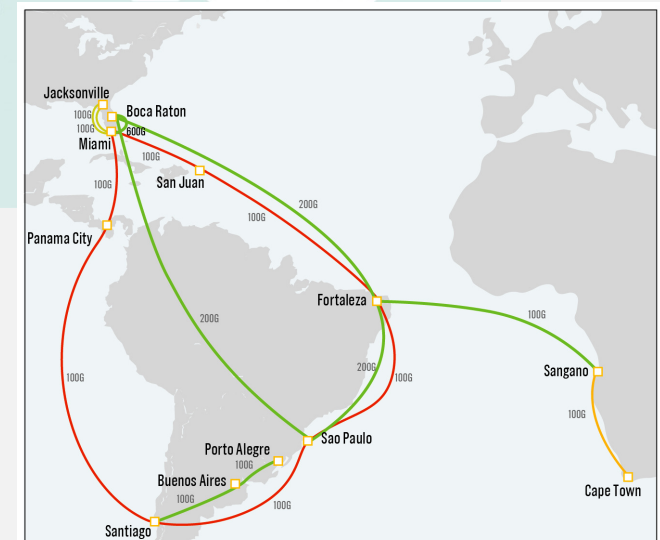 Jacksonville
100G
Boca Raton
100G
600G
Miami
100G
San Juan
100G
200G
100G
Panama City
Fortaleza
100G
200G
Sangano
200G
100G
100G
100G
Sao Paulo
Porto Alegre
100G
Buenos Aires
100G
100G
Cape Town
Santiago